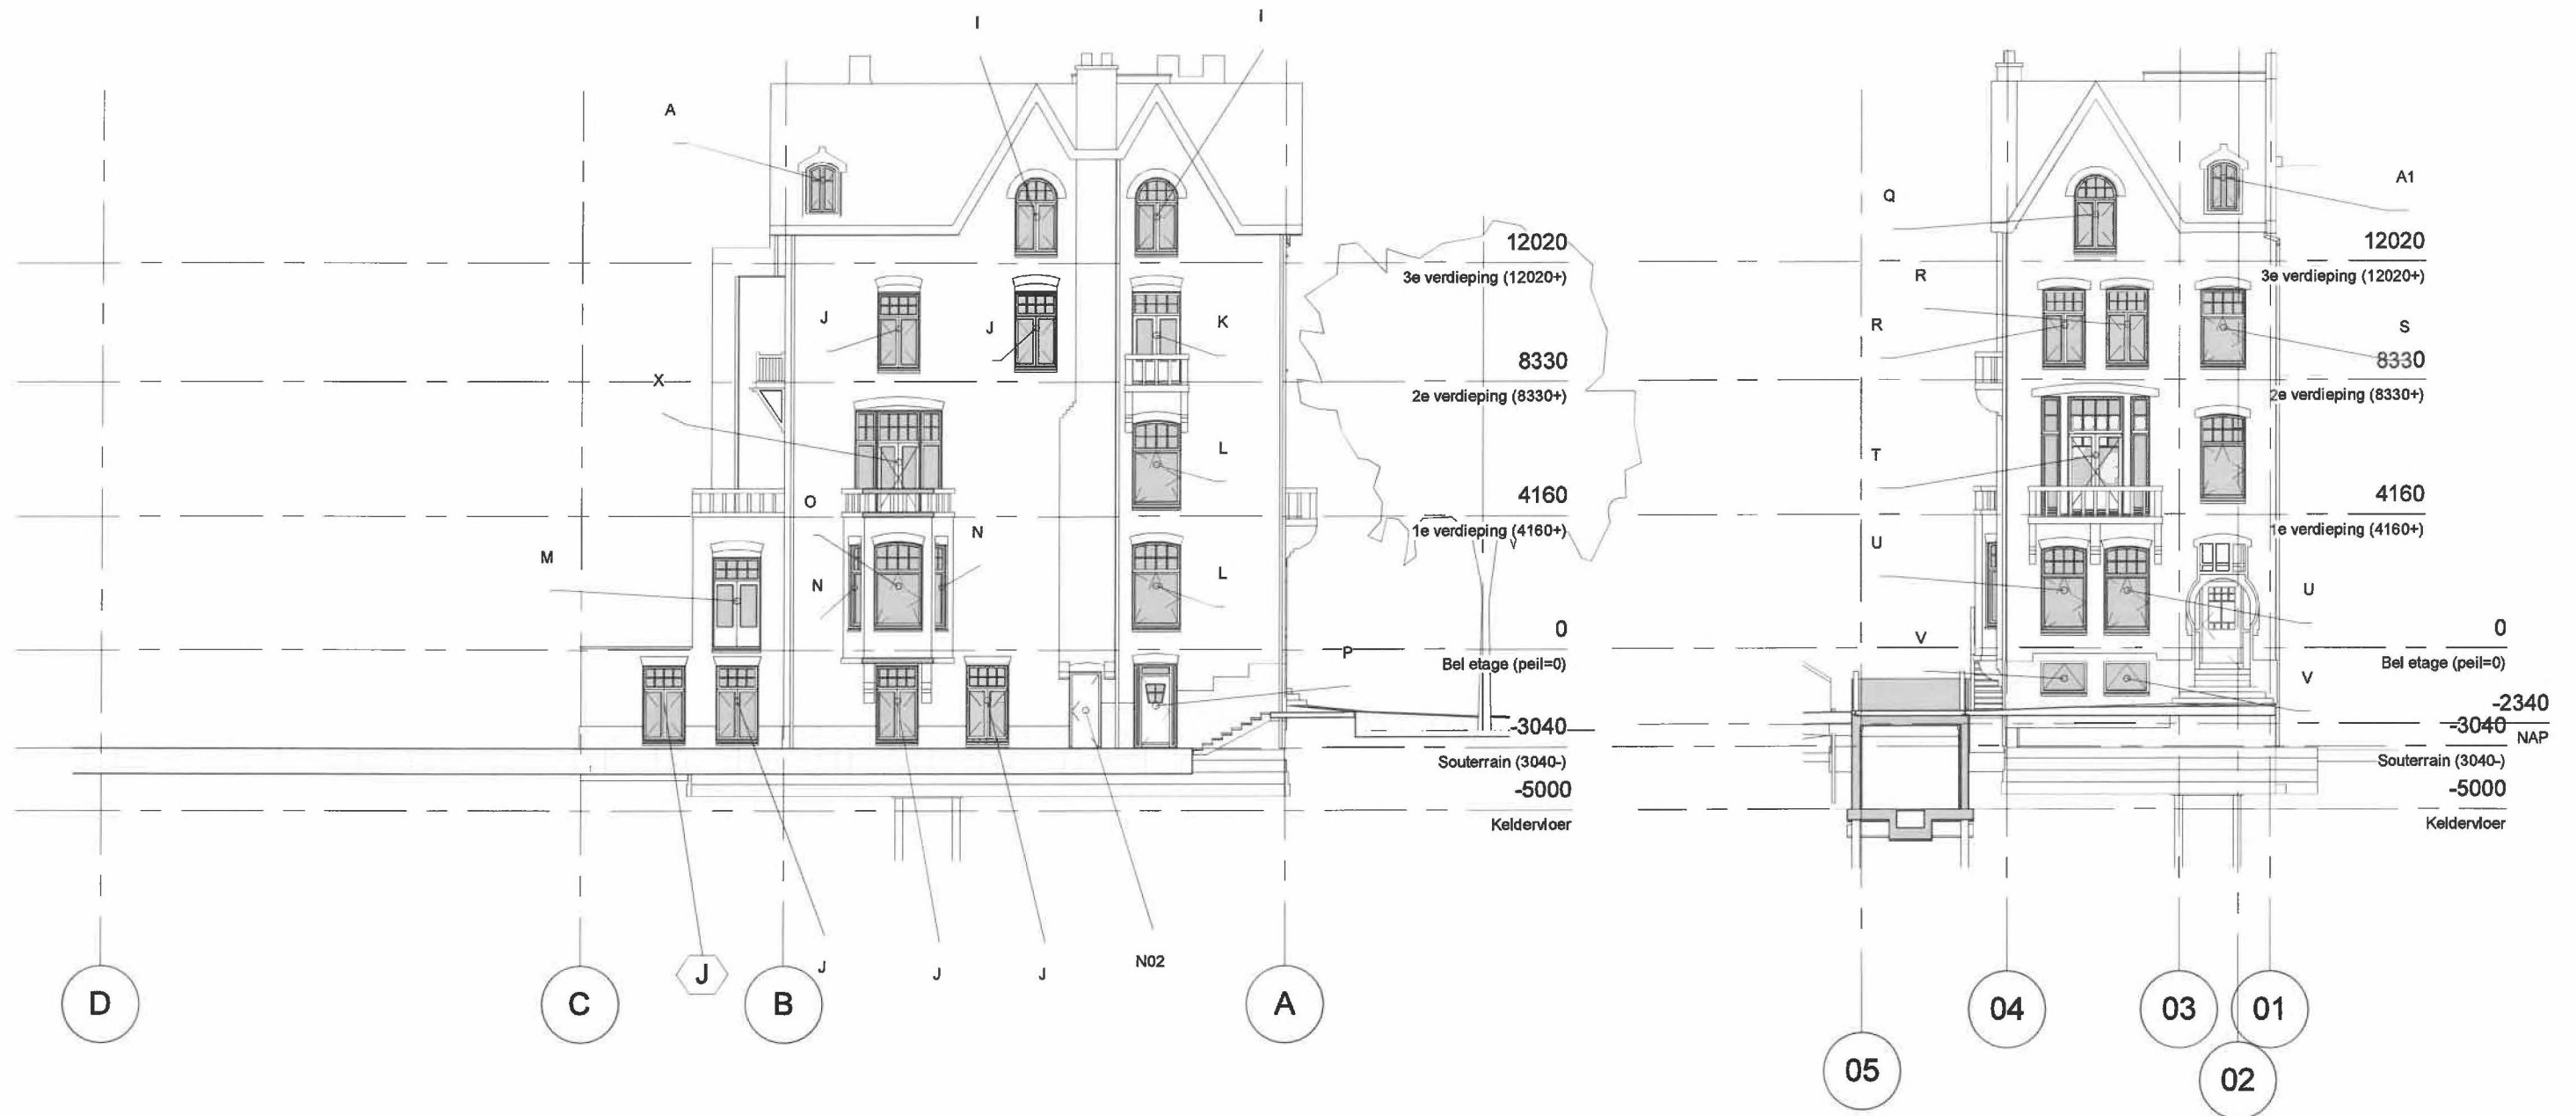 I
I
A
A1
Q
12020
3e verdieping (12020+)
12020
3e verdieping (12020+)
R
J
J
K
R
S
8330
2e verdieping (8330+)
8330
2e verdieping (8330+)
X
L
T
O
4160
1e verdieping (4160+)
4160
1e verdieping (4160+)
N
M
N
L
U
U
0
Bel etage (peil=0)
P
V
0
Bel etage (peil=0)
V
-2340
NAP
-3040
Souterrain (3040-)
-3040
Souterrain (3040-)
-5000
Keldervloer
-5000
Keldervloer
J
J
J
J
N02
D
C
B
A
04
03
01
05
02